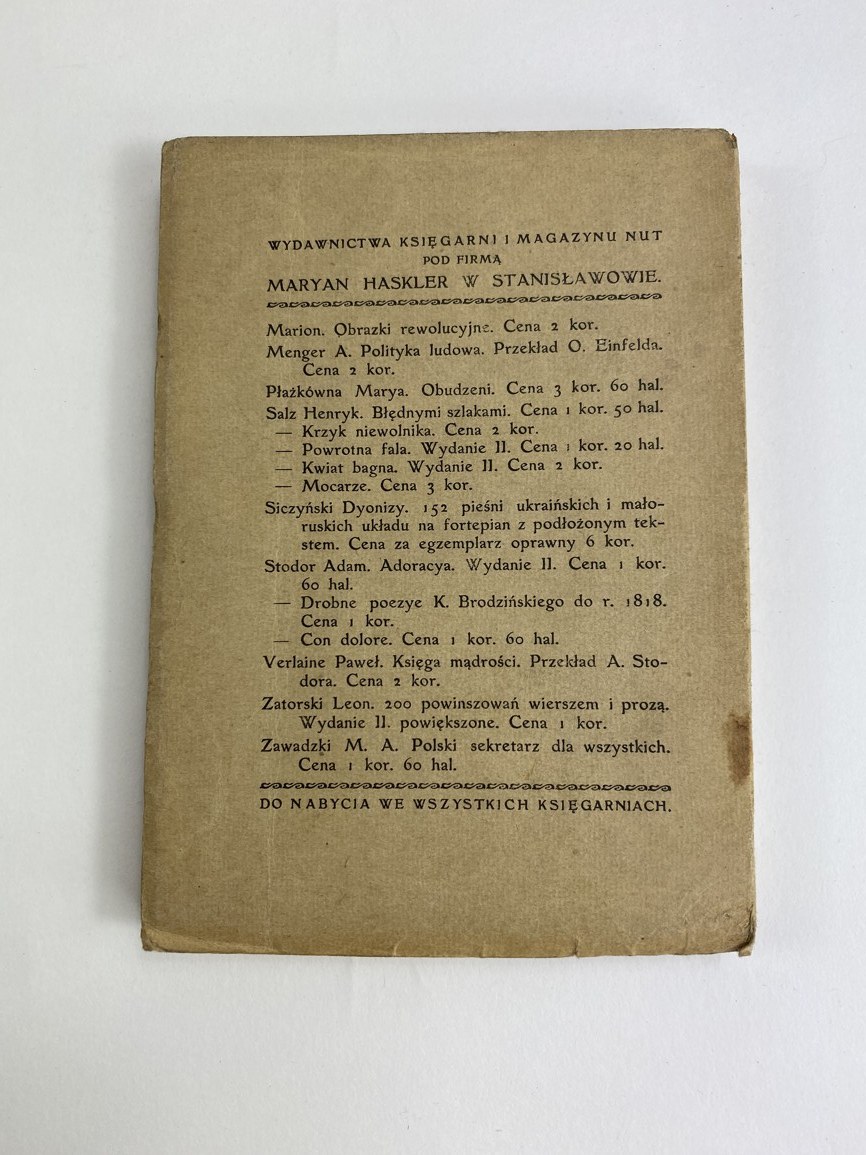 WYDAWNICTWA KSIĘGARNI I MAGAZYNU NUT
POD FIRMĄ
MARYAN HASKLER W STANISŁAWOWIE.
Marion. Obrazki rewolucyjne. Cena 2 kor.
Menger A. Polityka ludowa. Przekład O. Einfelda.
Cena 2 kor.
Płażkówna Marya. Obudzeni. Cena 3 kor. 60 hal.
Salz Henryk. Błędnymi szlakami. Cena 1 kor. 50 hal.
— Krzyk niewolnika. Cena 2 kor.
— Powrotna fala. Wydanie II. Cena 1 kor. 20 hal.
— Kwiat bagna. Wydanie II. Cena 2 kor.
— Mocarze. Cena 3 kor.
Siczyński Dyonizy. 152 pieśni ukraińskich i mało-
ruskich układu na fortepian z podłożonym tek-
stem. Cena za egzemplarz oprawny 6 kor.
Stodor Adam. Adoracya. Wydanie II. Cena 1 kor.
60 hal.
— Drobne poezye K. Brodzińskiego do r. 1818.
Cena 1 kor.
— Con dolore. Cena 1 kor. 60 hal.
Verlaine Paweł. Księga mądrości. Przekład A. Sto-
dora. Cena 2 kor.
Zatorski Leon. 200 powinszowań wierszem i prozą.
Wydanie II. powiększone. Cena 1 kor.
Zawadzki M. A. Polski sekretarz dla wszystkich.
Cena 1 kor. 60 hal.
DO NABYCIA WE WSZYSTKICH KSIĘGARNIACH.